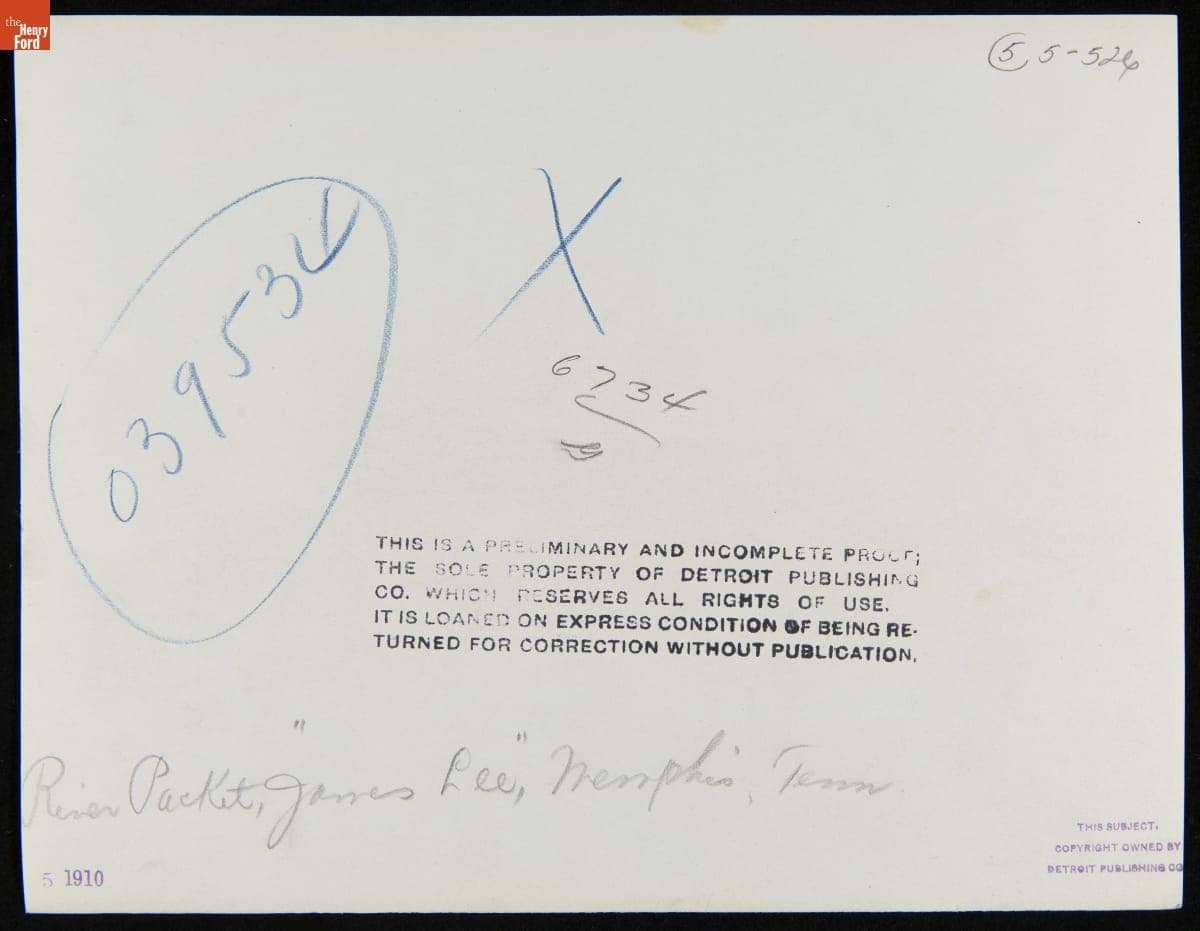 the
Henry
Ford
5 5-526
039534
X
6734
THIS IS A PRELIMINARY AND INCOMPLETE PROOF;
THE SOLE PROPERTY OF DETROIT PUBLISHING
CO. WHICH RESERVES ALL RIGHTS OF USE.
IT IS LOANED ON EXPRESS CONDITION OF BEING RE-
TURNED FOR CORRECTION WITHOUT PUBLICATION.
River Packet, "James Lee", Memphis, Tenn
5 1910
THIS SUBJECT,
COPYRIGHT OWNED BY
DETROIT PUBLISHING CO